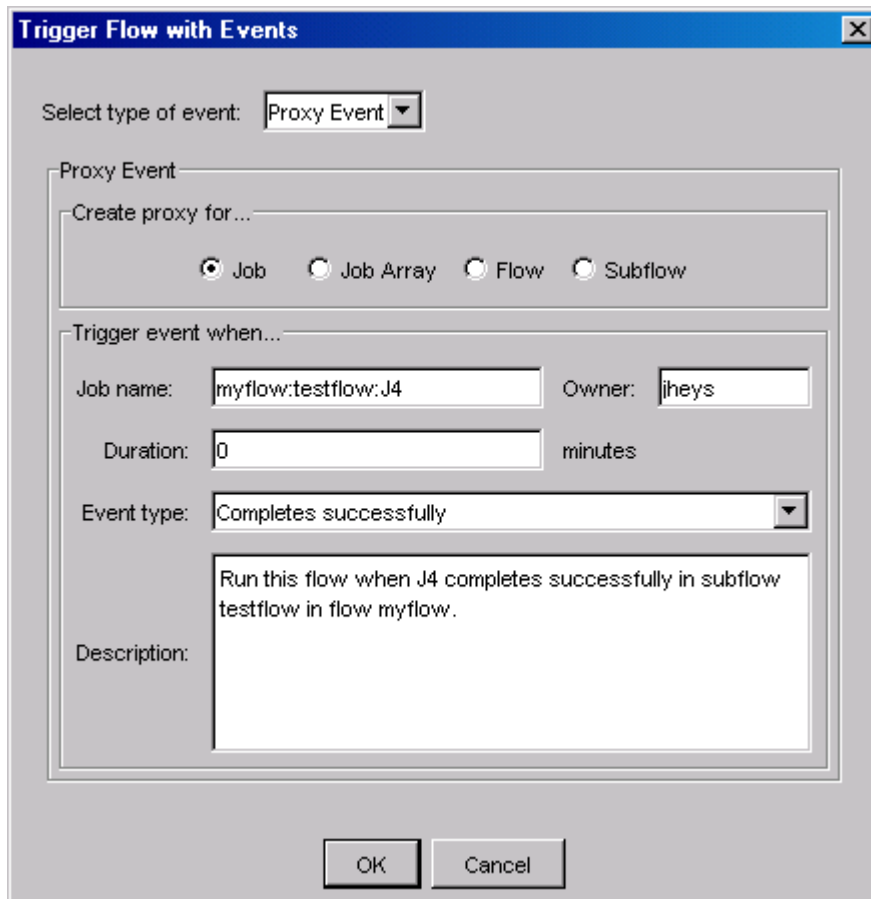 Trigger Flow with Events
Select type of event: Proxy Event
Proxy Event
Create proxy for...
Job Job Array Flow Subflow
Trigger event when...
Job name: myflow:testflow:J4 Owner: jheys
Duration: 0 minutes
Event type: Completes successfully
Run this flow when J4 completes successfully in subflow
testflow in flow myflow.
Description:
OK Cancel